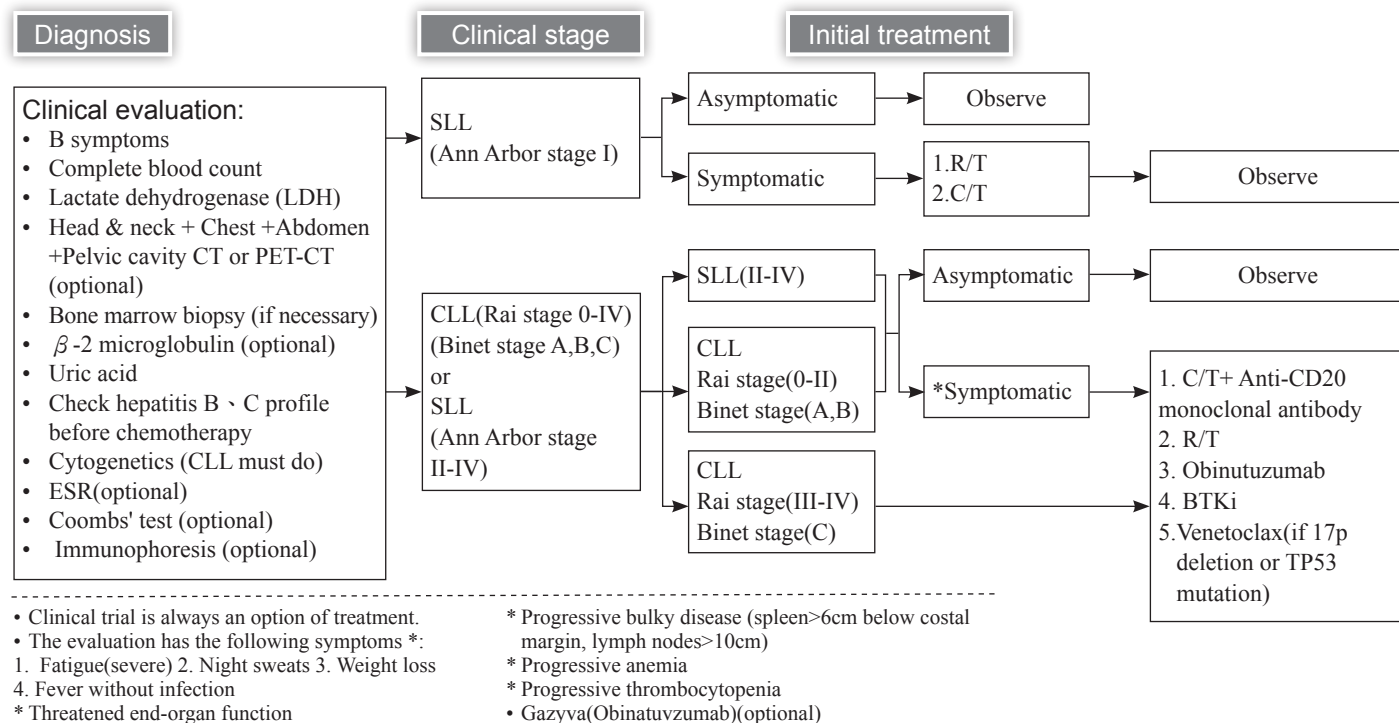 Diagnosis
Clinical stage
Initial treatment
Clinical evaluation:
• B symptoms
• Complete blood count
• Lactate dehydrogenase (LDH)
• Head & neck + Chest +Abdomen
+Pelvic cavity CT or PET-CT
(optional)
• Bone marrow biopsy (if necessary)
• β-2 microglobulin (optional)
• Uric acid
• Check hepatitis B、C profile
before chemotherapy
• Cytogenetics (CLL must do)
• ESR(optional)
• Coombs' test (optional)
• Immunophoresis (optional)
SLL
(Ann Arbor stage I)
Asymptomatic
Observe
Symptomatic
1.R/T
2.C/T
Observe
CLL(Rai stage 0-IV)
(Binet stage A,B,C)
or
SLL
(Ann Arbor stage
II-IV)
SLL(II-IV)
CLL
Rai stage(0-II)
Binet stage(A,B)
CLL
Rai stage(III-IV)
Binet stage(C)
Asymptomatic
Observe
*Symptomatic
1. C/T+ Anti-CD20
monoclonal antibody
2. R/T
3. Obinutuzumab
4. BTKi
5.Venetoclax(if 17p
deletion or TP53
mutation)
• Clinical trial is always an option of treatment.
• The evaluation has the following symptoms *:
1. Fatigue(severe) 2. Night sweats 3. Weight loss
4. Fever without infection
* Threatened end-organ function
* Progressive bulky disease (spleen>6cm below costal
margin, lymph nodes>10cm)
* Progressive anemia
* Progressive thrombocytopenia
• Gazyva(Obinatuvzumab)(optional)